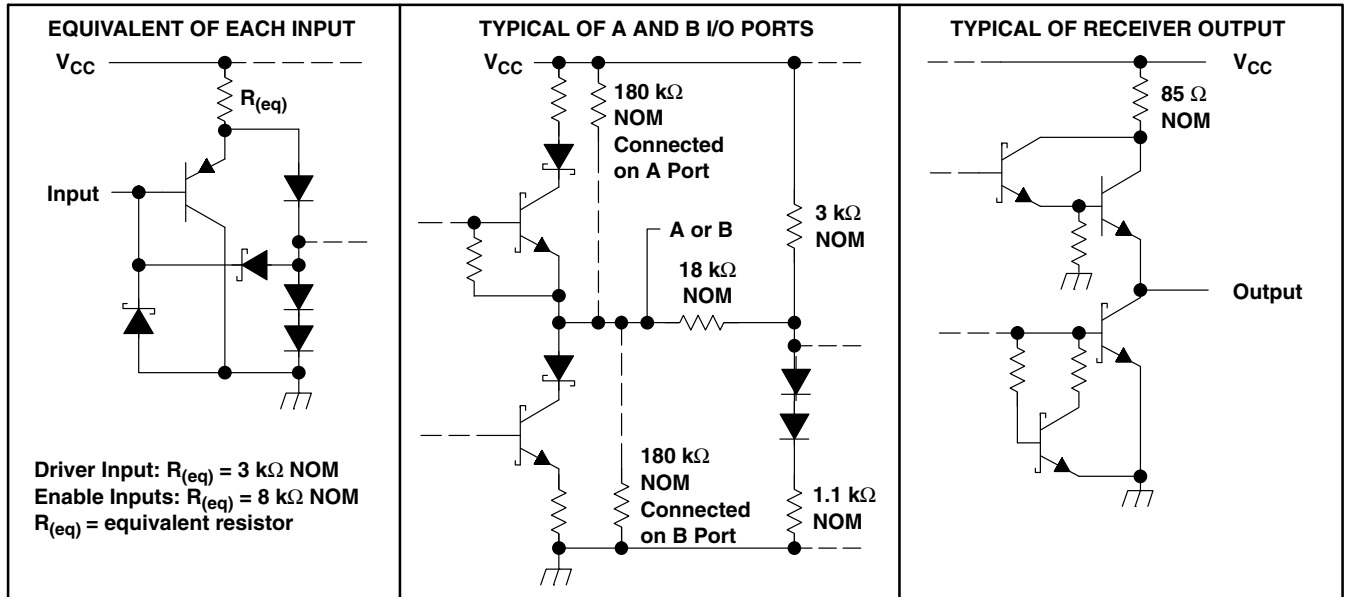 EQUIVALENT OF EACH INPUT
VCC
R(eq)
Input
Driver Input: R(eq) = 3 kΩ NOM
Enable Inputs: R(eq) = 8 kΩ NOM
R(eq) = equivalent resistor
TYPICAL OF A AND B I/O PORTS
VCC
180 kΩ
NOM
Connected
on A Port
3 kΩ
NOM
A or B
18 kΩ
NOM
180 kΩ
NOM
Connected
on B Port
1.1 kΩ
NOM
TYPICAL OF RECEIVER OUTPUT
VCC
85 Ω
NOM
Output